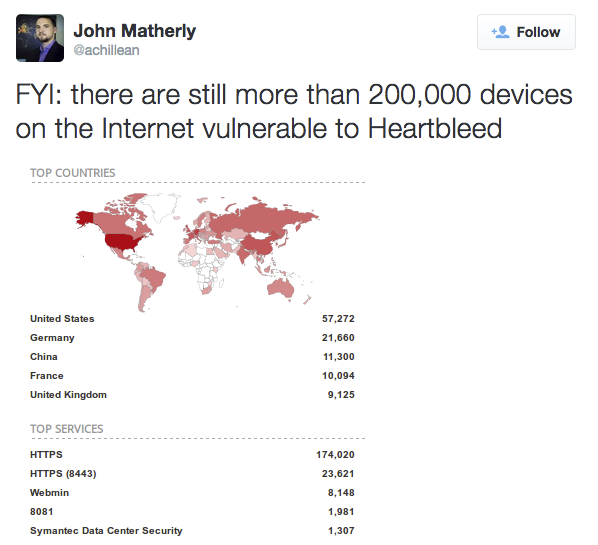 John Matherly
@achillean
Follow
FYI: there are still more than 200,000 devices
on the Internet vulnerable to Heartbleed
TOP COUNTRIES
United States 57,272
Germany 21,660
China 11,300
France 10,094
United Kingdom 9,125
TOP SERVICES
HTTPS 174,020
HTTPS (8443) 23,621
Webmin 8,148
8081 1,981
Symantec Data Center Security 1,307